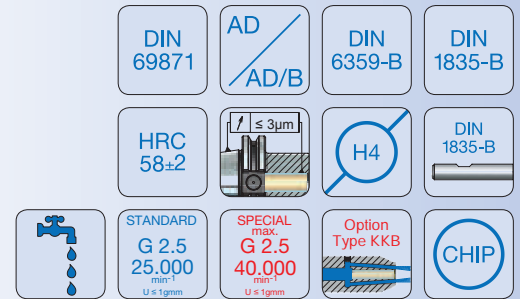 DIN
69871
AD
AD/B
DIN
6359-B
DIN
1835-B
HRC
58±2
≤ 3µm
H4
DIN
1835-B
STANDARD
G 2.5
25.000
min⁻¹
U ≤ 1gmm
SPECIAL
max.
G 2.5
40.000
min⁻¹
U ≤ 1gmm
Option
Type KKB
CHIP